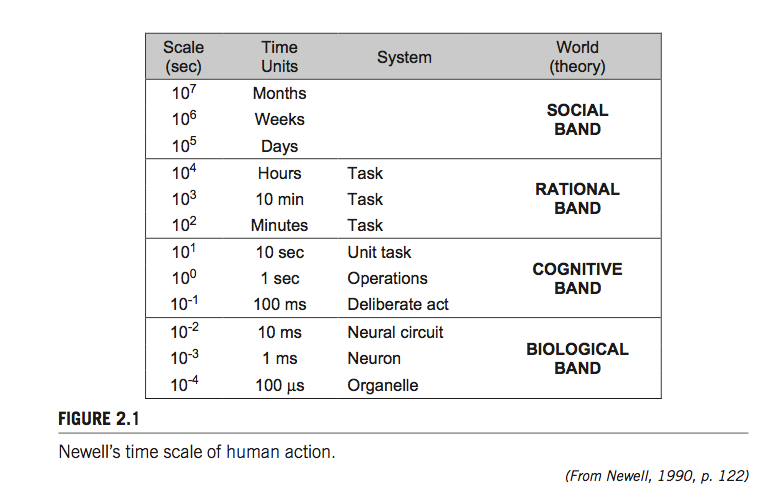 Scale Time System World
(sec) Units (theory)
10⁷ Months
10⁶ Weeks SOCIAL BAND
10⁵ Days
10⁴ Hours Task
10³ 10 min Task RATIONAL BAND
10² Minutes Task
10¹ 10 sec Unit task
10⁰ 1 sec Operations COGNITIVE BAND
10⁻¹ 100 ms Deliberate act
10⁻² 10 ms Neural circuit
10⁻³ 1 ms Neuron BIOLOGICAL BAND
10⁻⁴ 100 μs Organelle
FIGURE 2.1
Newell’s time scale of human action.
(From Newell, 1990, p. 122)